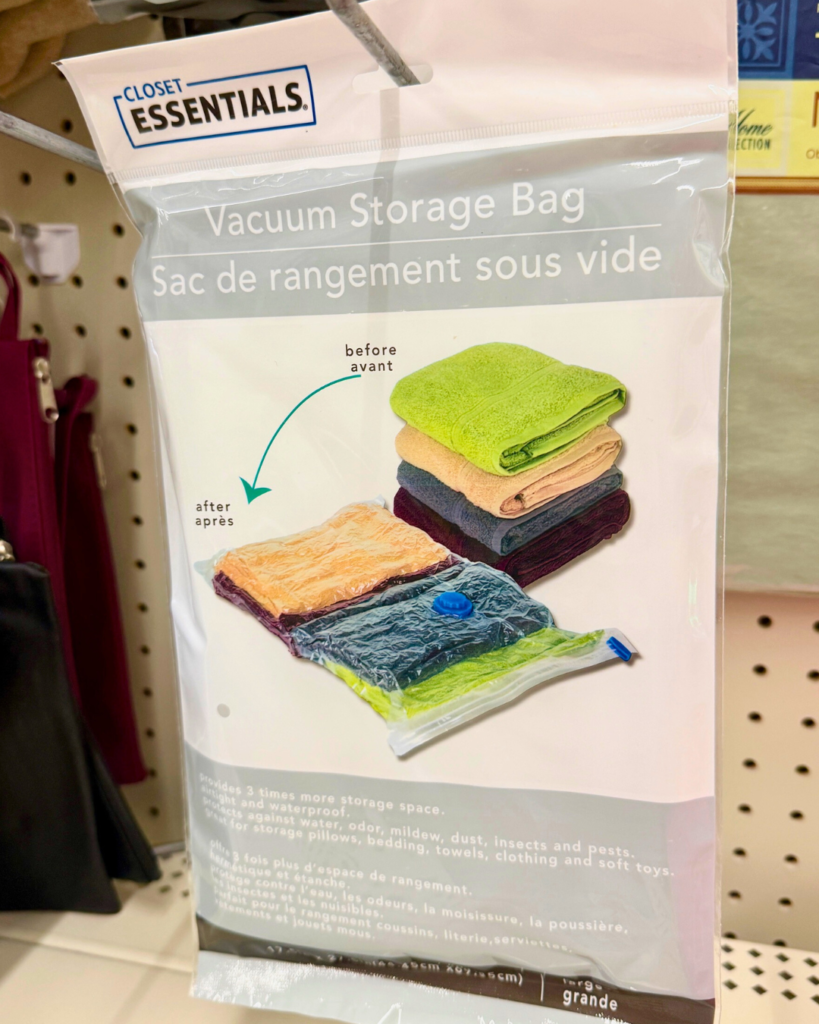 CLOSET
ESSENTIALS®
Vacuum Storage Bag
Sac de rangement sous vide
before
avant
after
après
provides 3 times more storage space.
airtight and waterproof.
protects against water, odor, mildew, dust, insects and pests.
great for storage pillows, bedding, towels, clothing and soft toys.
offre 3 fois plus d'espace de rangement.
hermétique et étanche.
protège contre l'eau, les odeurs, la moisissure, la poussière,
les insectes et les nuisibles.
parfait pour le rangement coussins, literie,serviettes,
vêtements et jouets mous.
large
grande
Home